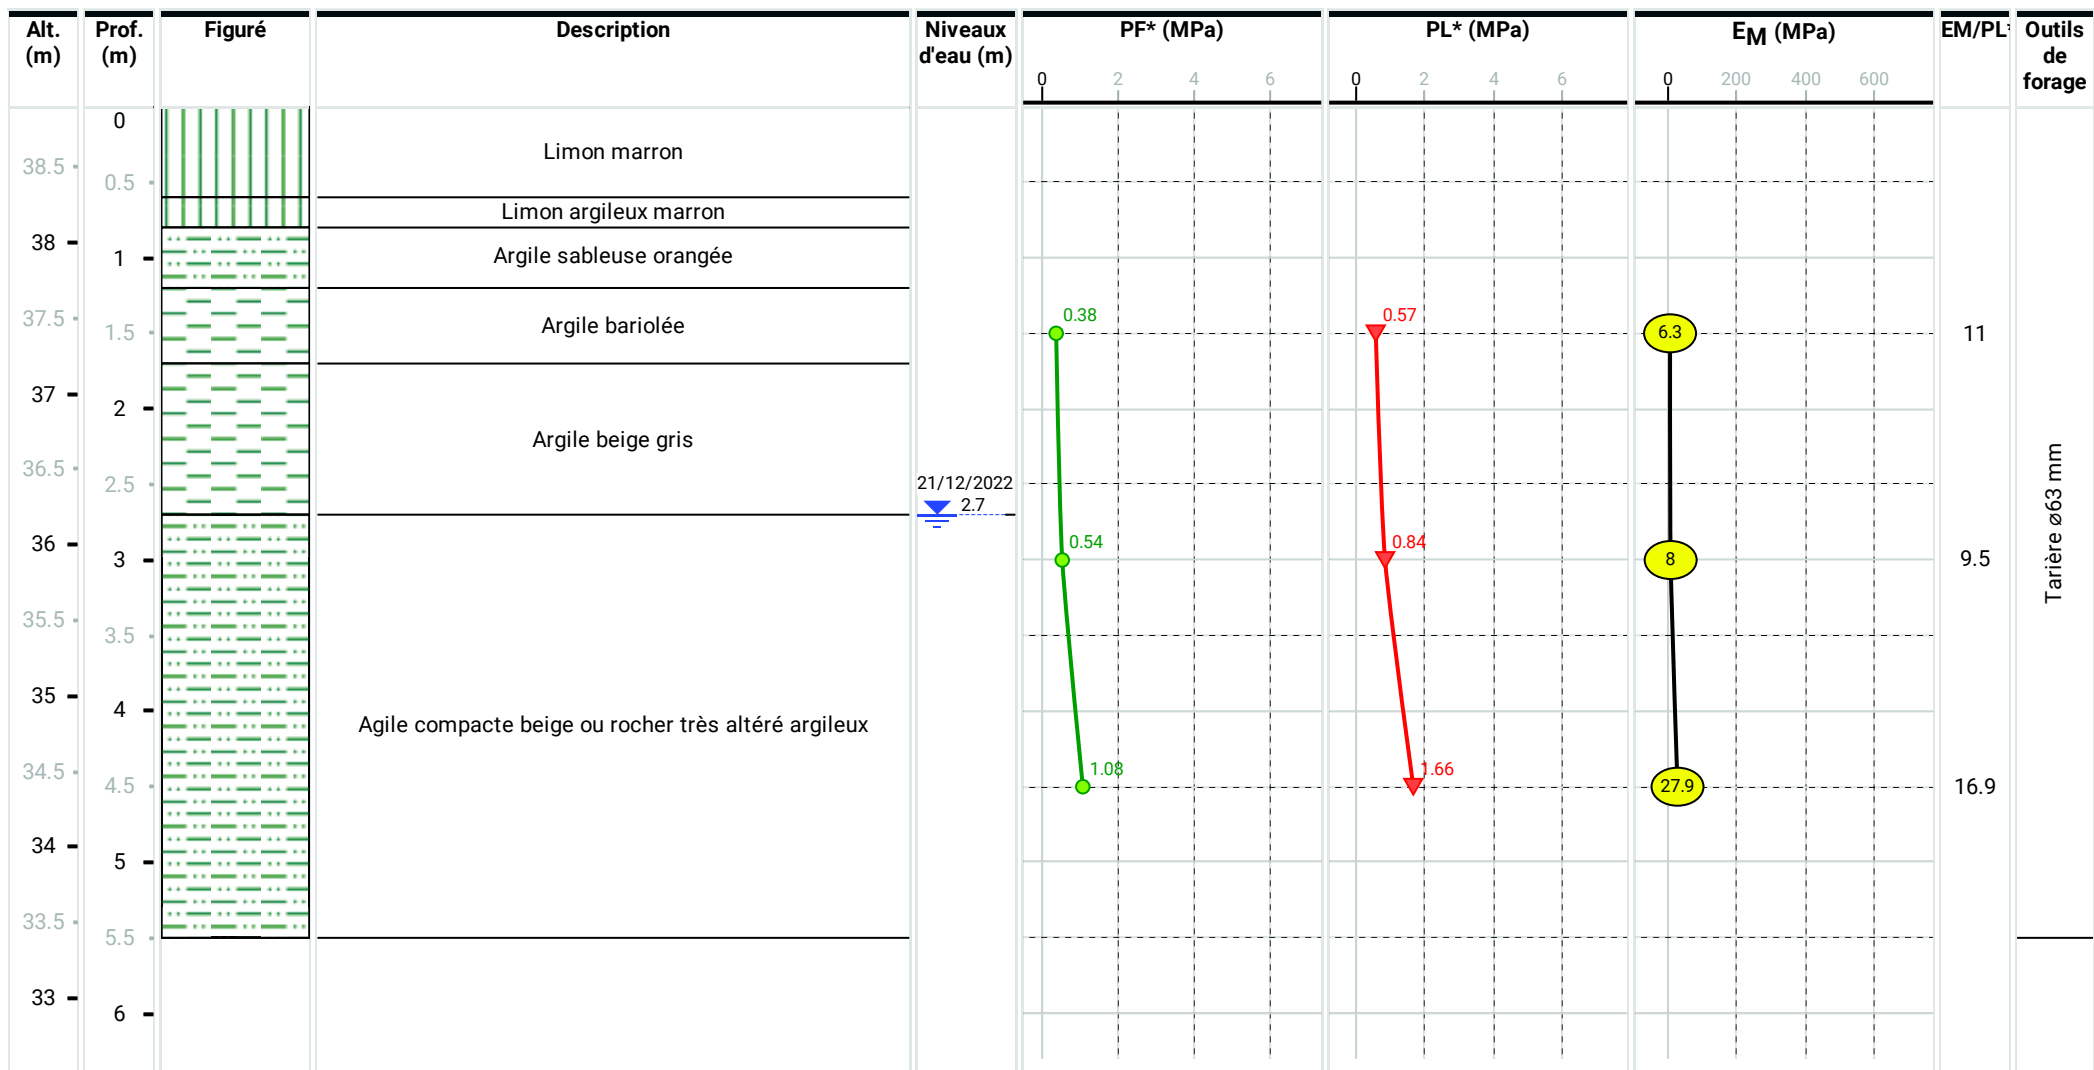 Alt.
(m)
Prof.
(m)
Figuré
Description
Niveaux
d'eau (m)
PF* (MPa)
0 2 4 6
PL* (MPa)
0 2 4 6
EM (MPa)
0 200 400 600
EM/PL*
Outils
de
forage
38.5
38
37.5
37
36.5
36
35.5
35
34.5
34
33.5
33
0
0.5
1
1.5
2
2.5
3
3.5
4
4.5
5
5.5
6
Limon marron
Limon argileux marron
Argile sableuse orangée
Argile bariolée
Argile beige gris
Agile compacte beige ou rocher très altéré argileux
21/12/2022
2.7
0.38
0.54
1.08
0.57
0.84
1.66
6.3
8
27.9
11
9.5
16.9
Tarière ø63 mm